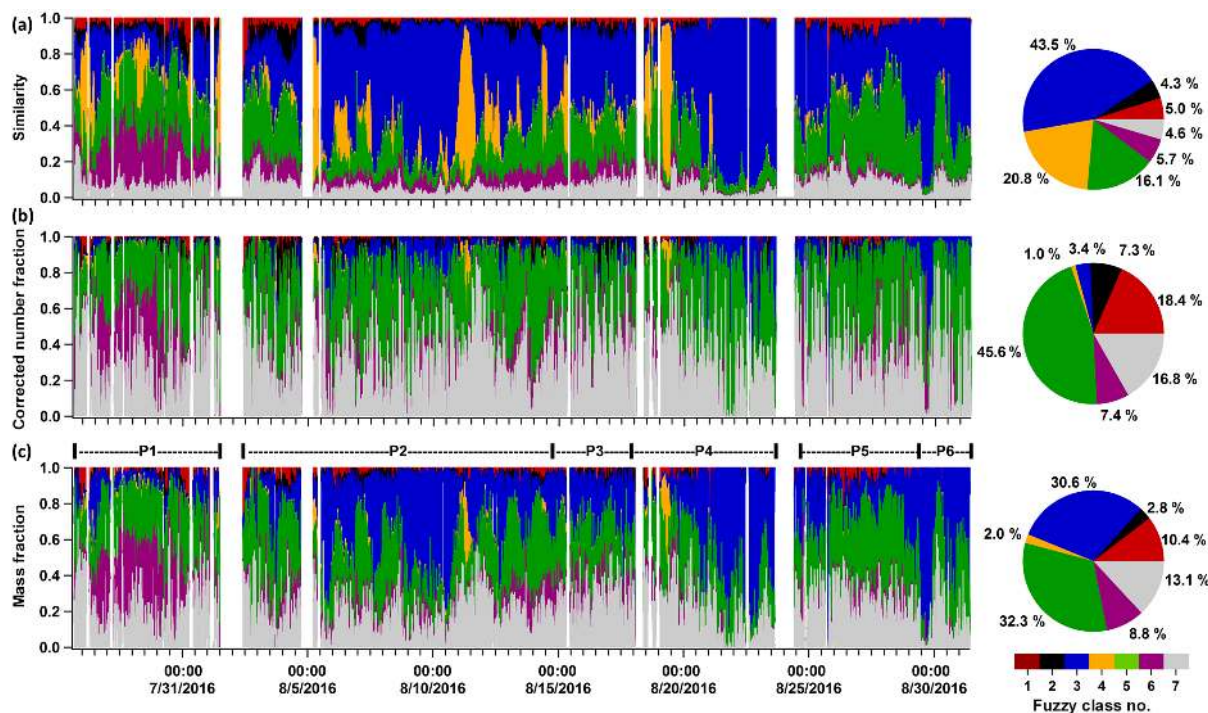 (a)
Similarity
1.0
0.8
0.6
0.4
0.2
0.0
43.5 %
4.3 %
5.0 %
4.6 %
5.7 %
16.1 %
20.8 %
(b)
Corrected number fraction
1.0
0.8
0.6
0.4
0.2
0.0
1.0 %
3.4 %
7.3 %
18.4 %
16.8 %
7.4 %
45.6 %
(c)
P1
P2
P3
P4
P5
P6
Mass fraction
1.0
0.8
0.6
0.4
0.2
0.0
30.6 %
2.8 %
10.4 %
13.1 %
8.8 %
32.3 %
2.0 %
00:00 00:00 00:00 00:00 00:00 00:00 00:00
7/31/2016 8/5/2016 8/10/2016 8/15/2016 8/20/2016 8/25/2016 8/30/2016
1 2 3 4 5 6 7
Fuzzy class no.